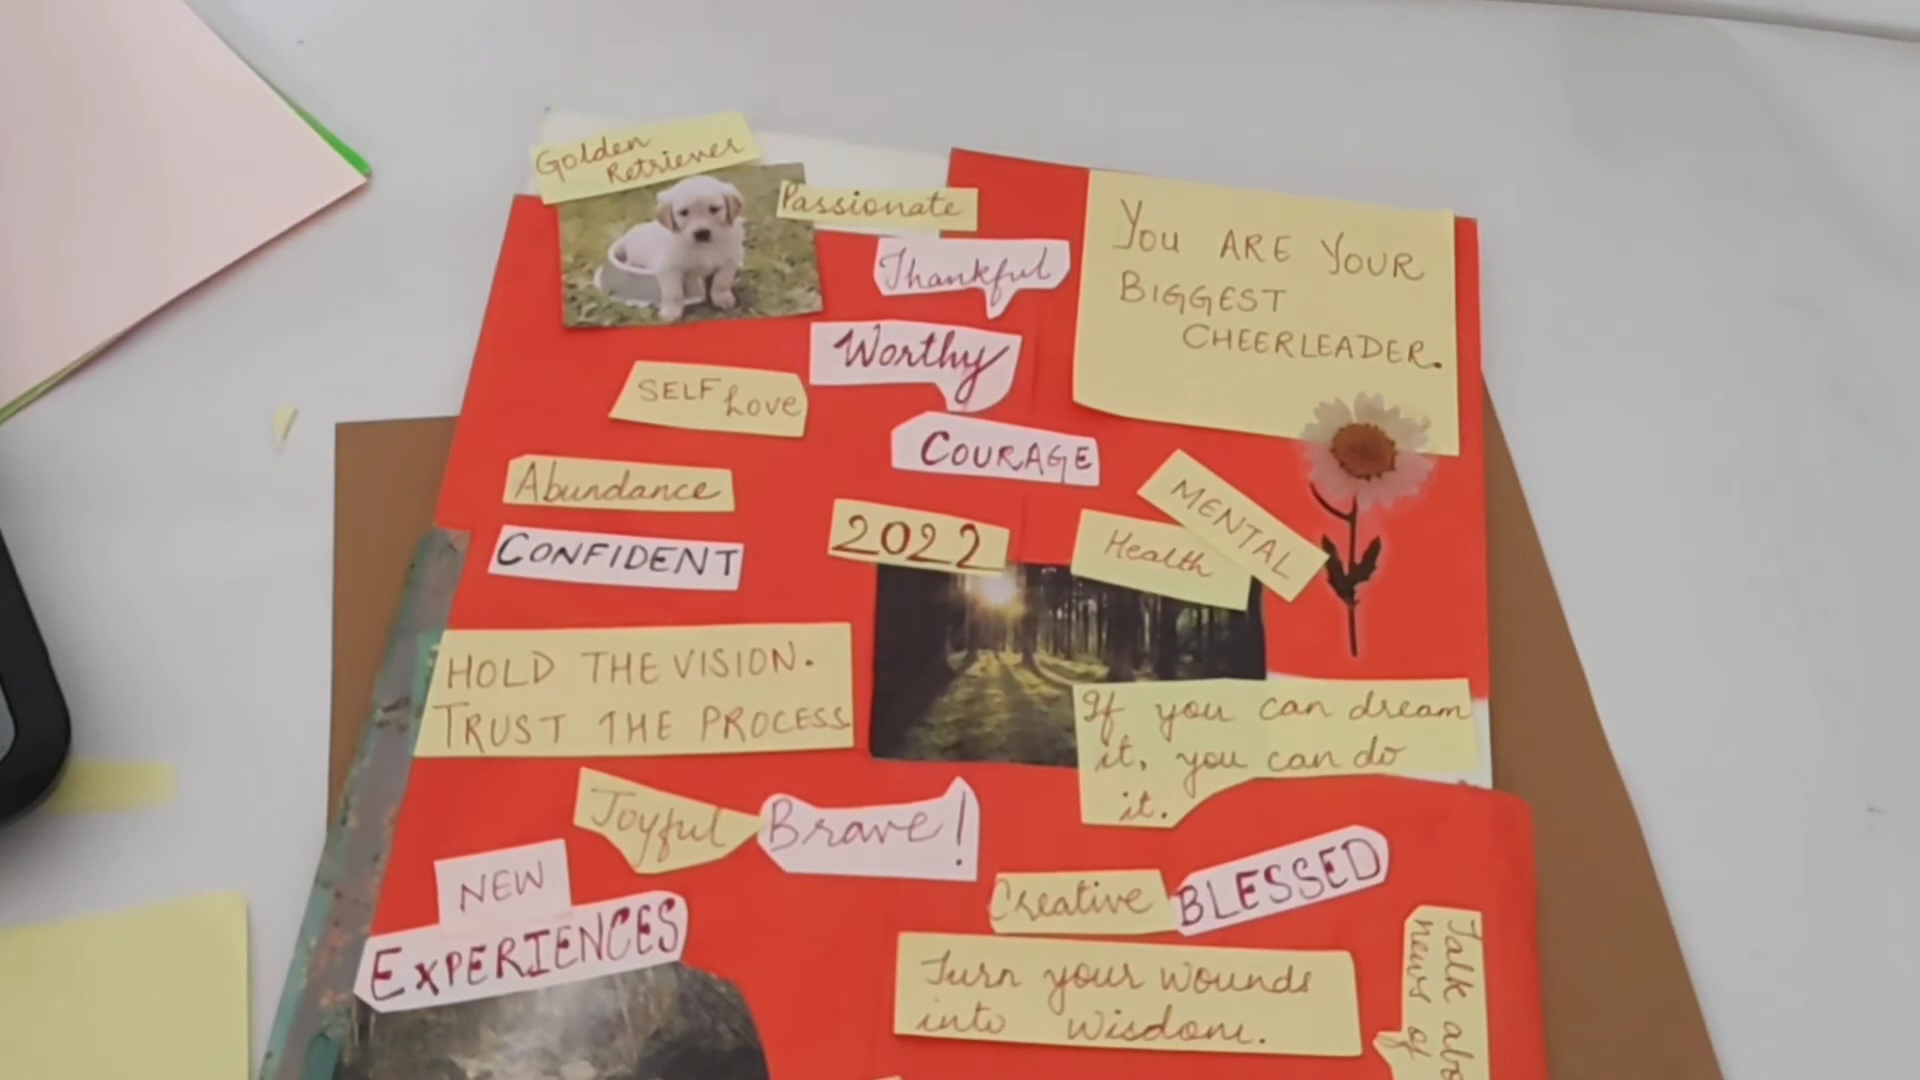 Golden
Retriever
Passionate
Thankful
YOU ARE YOUR
BIGGEST
CHEERLEADER.
Worthy
SELF Love
COURAGE
Abundance
MENTAL
Health
2022
CONFIDENT
HOLD THE VISION.
TRUST THE PROCESS
If you can dream
it, you can do
it.
Joyful
Brave!
NEW
EXPERIENCES
Creative
BLESSED
Turn your wounds
into wisdom.
Talk
news of